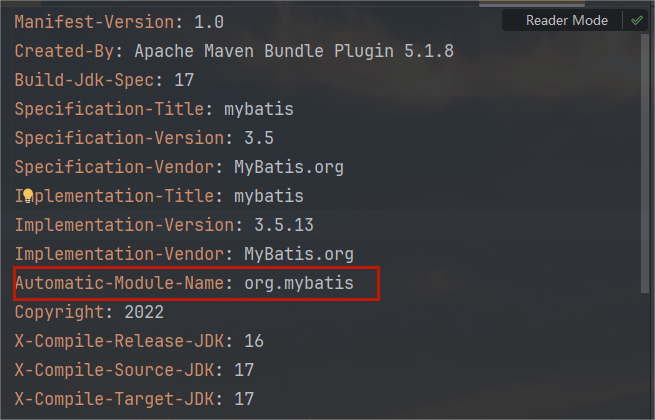 Manifest-Version: 1.0
Reader Mode
Created-By: Apache Maven Bundle Plugin 5.1.8
Build-Jdk-Spec: 17
Specification-Title: mybatis
Specification-Version: 3.5
Specification-Vendor: MyBatis.org
Implementation-Title: mybatis
Implementation-Version: 3.5.13
Implementation-Vendor: MyBatis.org
Automatic-Module-Name: org.mybatis
Copyright: 2022
X-Compile-Release-JDK: 16
X-Compile-Source-JDK: 17
X-Compile-Target-JDK: 17